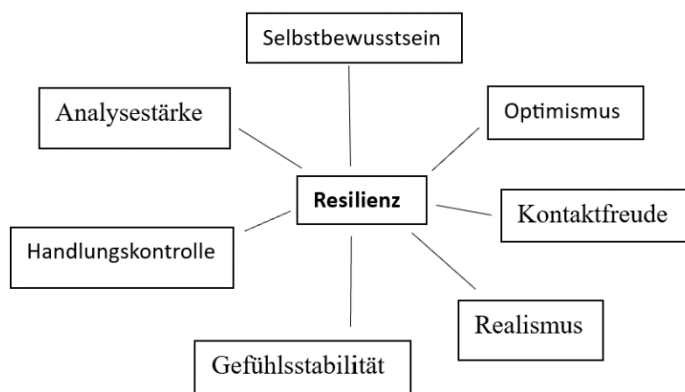 Selbstbewusstsein
Analysestärke
Optimismus
Resilienz
Kontaktfreude
Handlungskontrolle
Realismus
Gefühlsstabilität